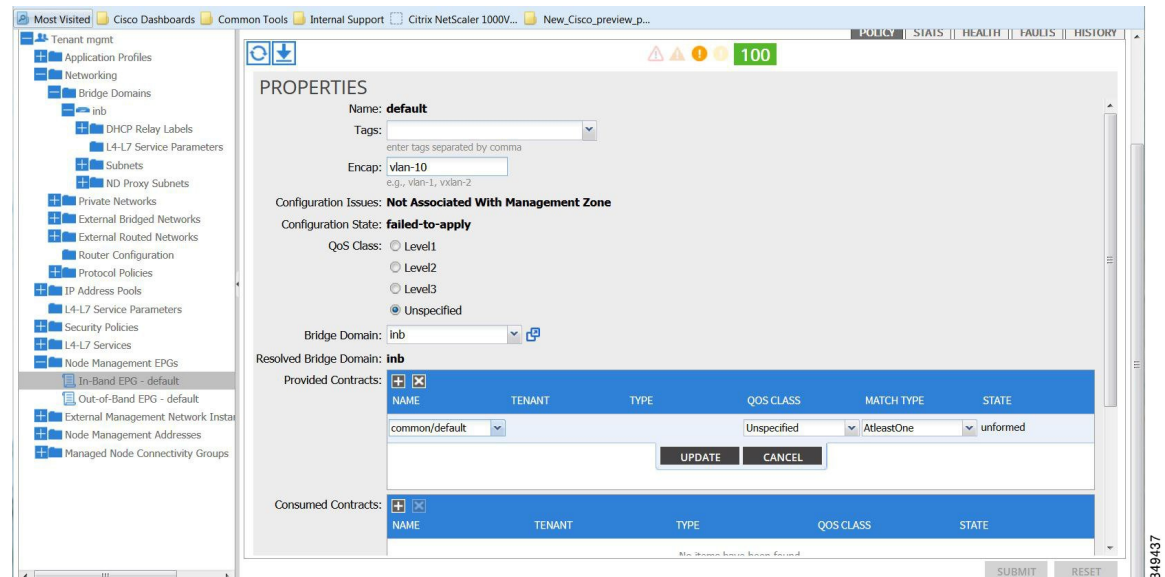 Most Visited Cisco Dashboards Common Tools Internal Support Citrix NetScaler 1000V... New_Cisco_preview_p...
Tenant mgmt
Application Profiles
Networking
Bridge Domains
inb
DHCP Relay Labels
L4-L7 Service Parameters
Subnets
ND Proxy Subnets
Private Networks
External Bridged Networks
External Routed Networks
Router Configuration
Protocol Policies
IP Address Pools
L4-L7 Service Parameters
Security Policies
L4-L7 Services
Node Management EPGs
In-Band EPG - default
Out-of-Band EPG - default
External Management Network Instan
Node Management Addresses
Managed Node Connectivity Groups
POLICY STATS HEALTH FAULTS HISTORY
100
PROPERTIES
Name: default
Tags:
enter tags separated by comma
Encap: vlan-10
e.g., vlan-1, vxlan-2
Configuration Issues: Not Associated With Management Zone
Configuration State: failed-to-apply
QoS Class: Level1
Level2
Level3
Unspecified
Bridge Domain: inb
Resolved Bridge Domain: inb
Provided Contracts:
NAME TENANT TYPE QOS CLASS MATCH TYPE STATE
common/default Unspecified AtleastOne unformed
UPDATE CANCEL
Consumed Contracts:
NAME TENANT TYPE QOS CLASS STATE
No items have been found
SUBMIT RESET
349437